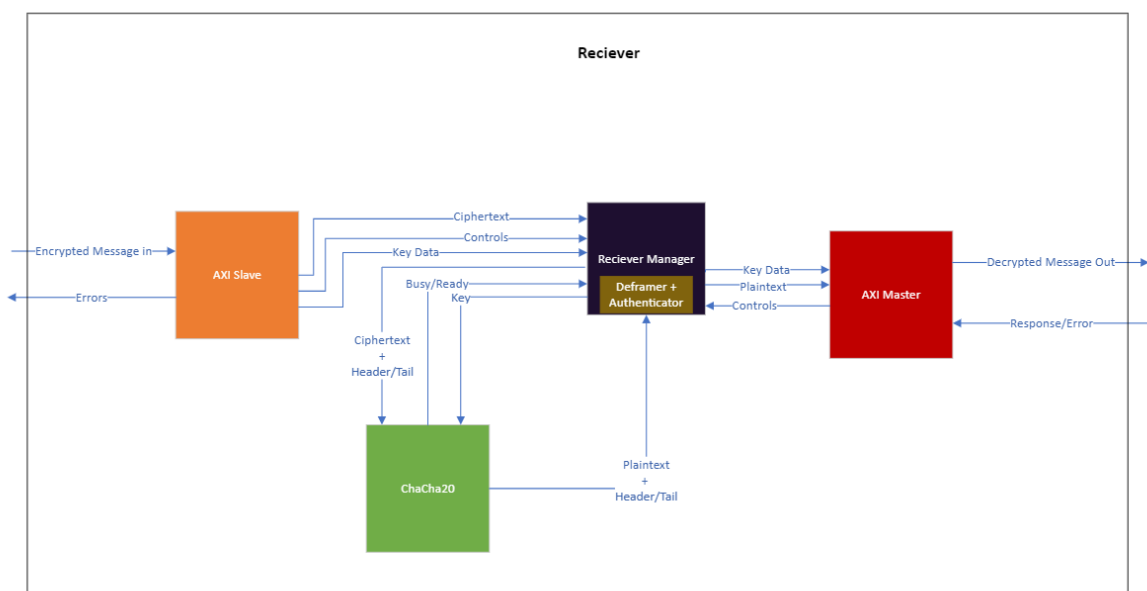 Reciever
Ciphertext
Controls
Key Data
Encrypted Message in
AXI Slave
Errors
Reciever Manager
Deframer +
Authenticator
Busy/Ready
Key
Key Data
Plaintext
Controls
AXI Master
Decrypted Message Out
Response/Error
Ciphertext
+
Header/Tail
ChaCha20
Plaintext
+
Header/Tail